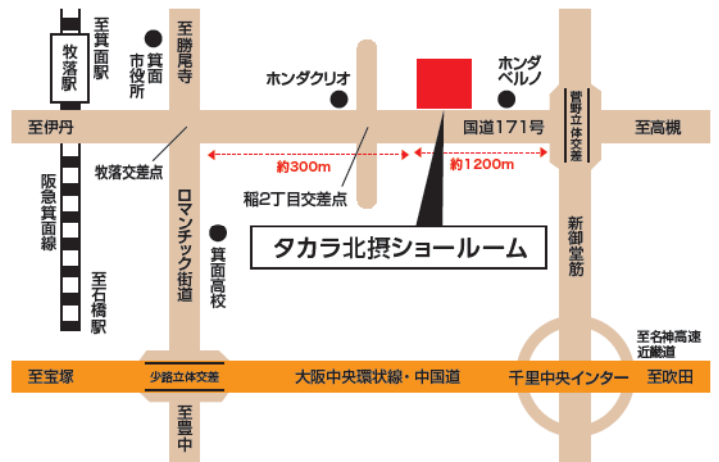 至箕面駅
牧落駅
箕面
市役所
至勝尾寺
ホンダクリオ
ホンダ
ベルノ
菅野立体交差
至伊丹
国道171号
至高槻
約300m
約1200m
牧落交差点
稲2丁目交差点
阪急箕面線
至石橋駅
ロマンチック街道
箕面高校
タカラ北摂ショールーム
新御堂筋
至名神高速
近畿道
至宝塚
少路立体交差
大阪中央環状線・中国道
千里中央インター
至吹田
至豊中